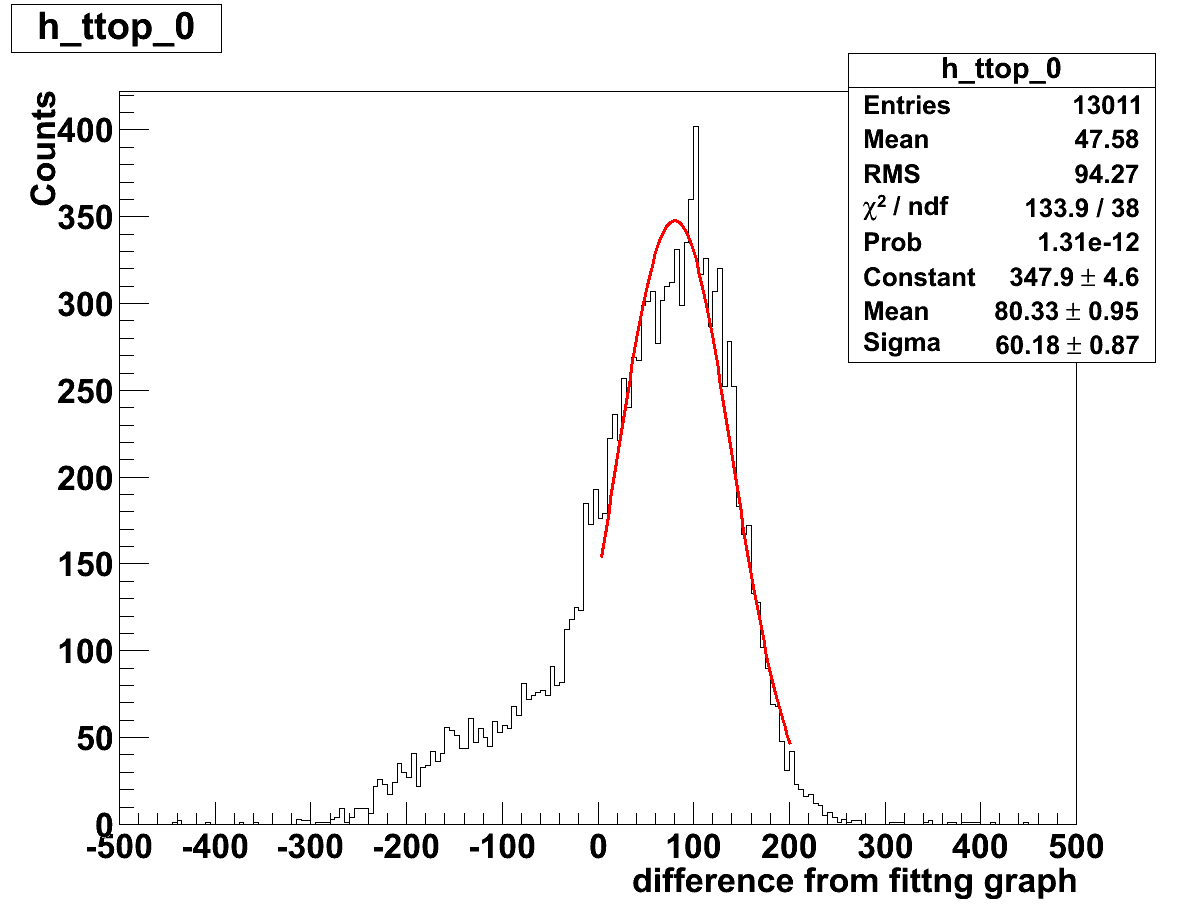 h_ttop_0
h_ttop_0
Entries 13011
Mean 47.58
RMS 94.27
χ² / ndf 133.9 / 38
Prob 1.31e-12
Constant 347.9 ± 4.6
Mean 80.33 ± 0.95
Sigma 60.18 ± 0.87
Counts
400
350
300
250
200
150
100
50
0
-500 -400 -300 -200 -100 0 100 200 300 400 500
difference from fittng graph